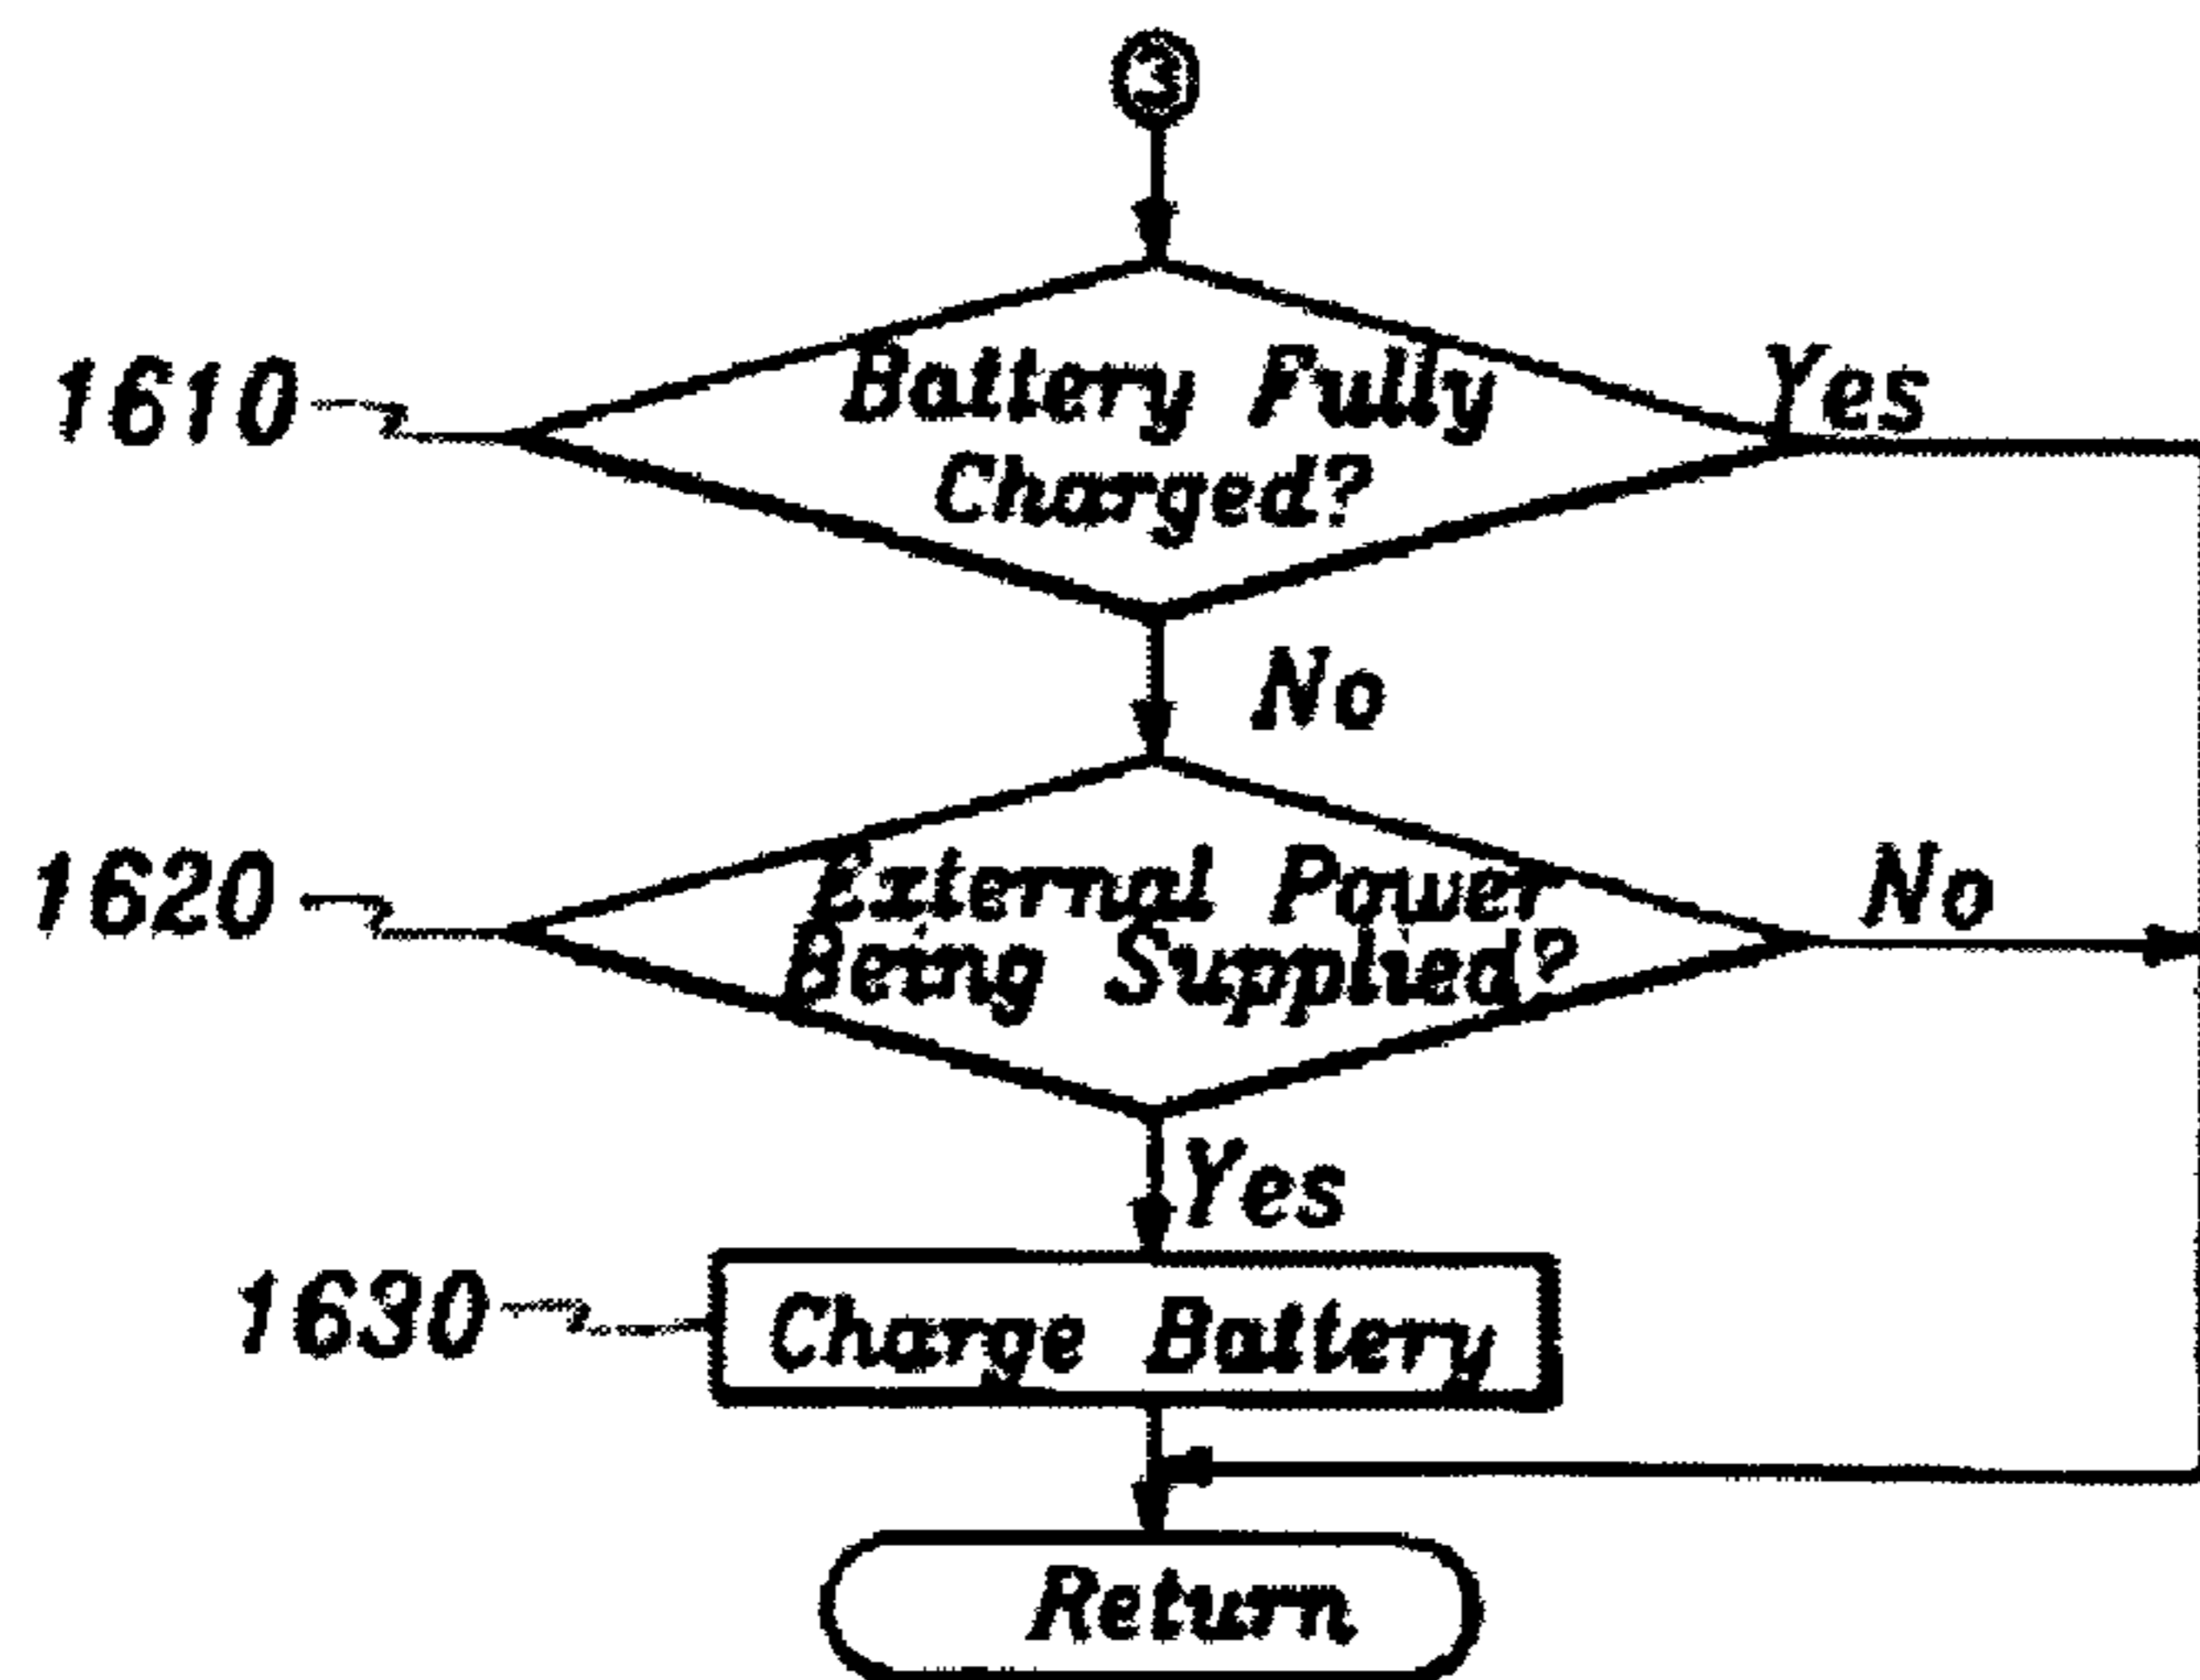 3
1610
Battery Fully
Charged?
Yes
No
1620
External Power
Being Supplied?
No
Yes
1630
Charge Battery
Return